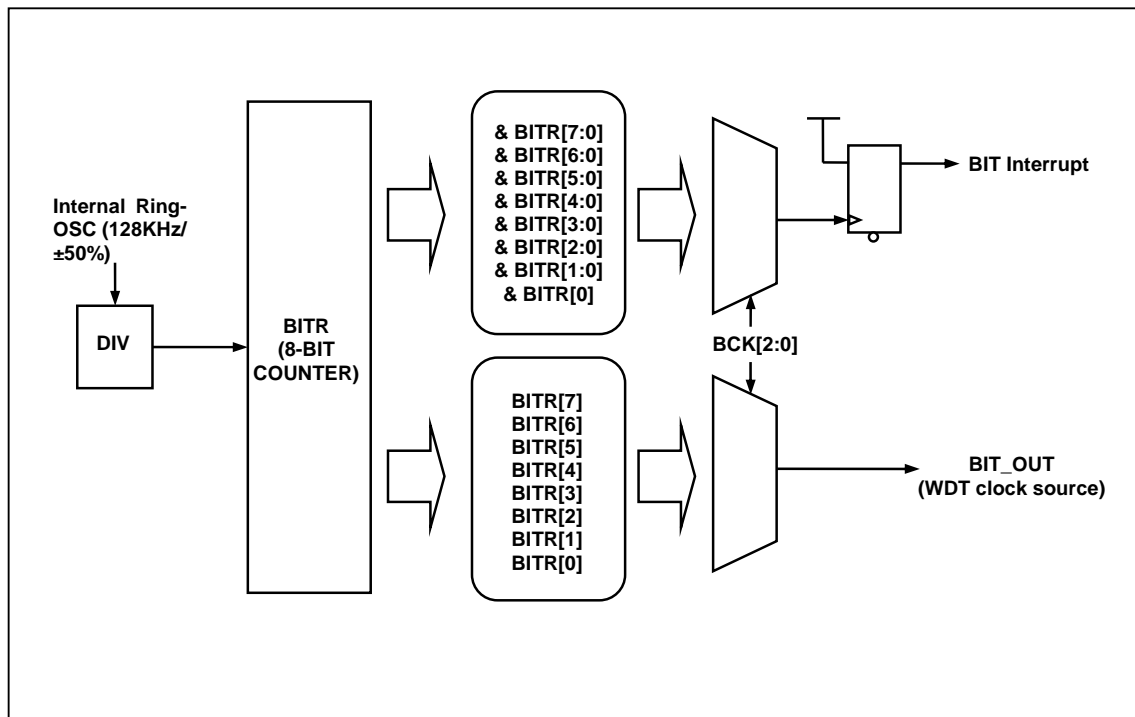 Internal Ring-
OSC (128KHz/
±50%)
DIV
BITR
(8-BIT
COUNTER)
& BITR[7:0]
& BITR[6:0]
& BITR[5:0]
& BITR[4:0]
& BITR[3:0]
& BITR[2:0]
& BITR[1:0]
& BITR[0]
BITR[7]
BITR[6]
BITR[5]
BITR[4]
BITR[3]
BITR[2]
BITR[1]
BITR[0]
BCK[2:0]
BIT Interrupt
BIT_OUT
(WDT clock source)